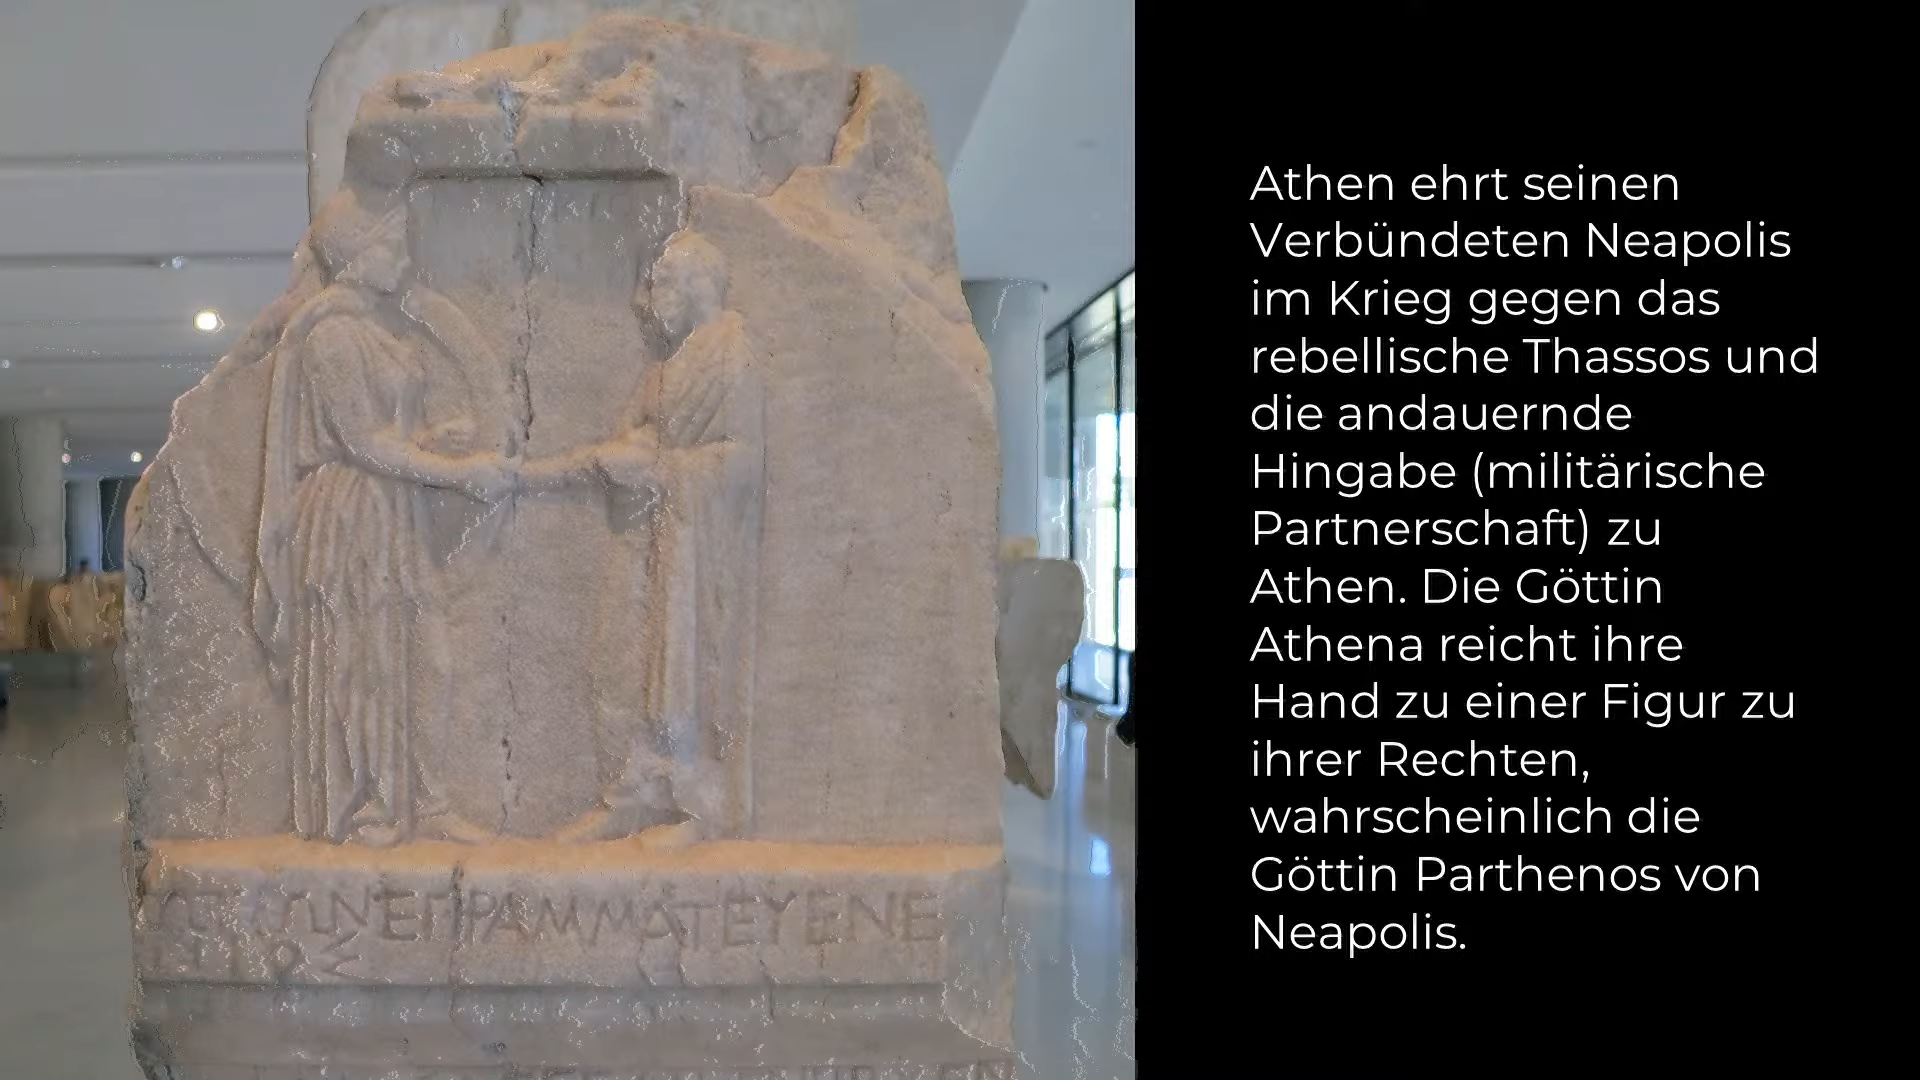 Athen ehrt seinen
Verbündeten Neapolis
im Krieg gegen das
rebellische Thassos und
die andauernde
Hingabe (militärische
Partnerschaft) zu
Athen. Die Göttin
Athena reicht ihre
Hand zu einer Figur zu
ihrer Rechten,
wahrscheinlich die
Göttin Parthenos von
Neapolis.
ΕΓΡΑΜΜΑΤΕΥΕΝΕ